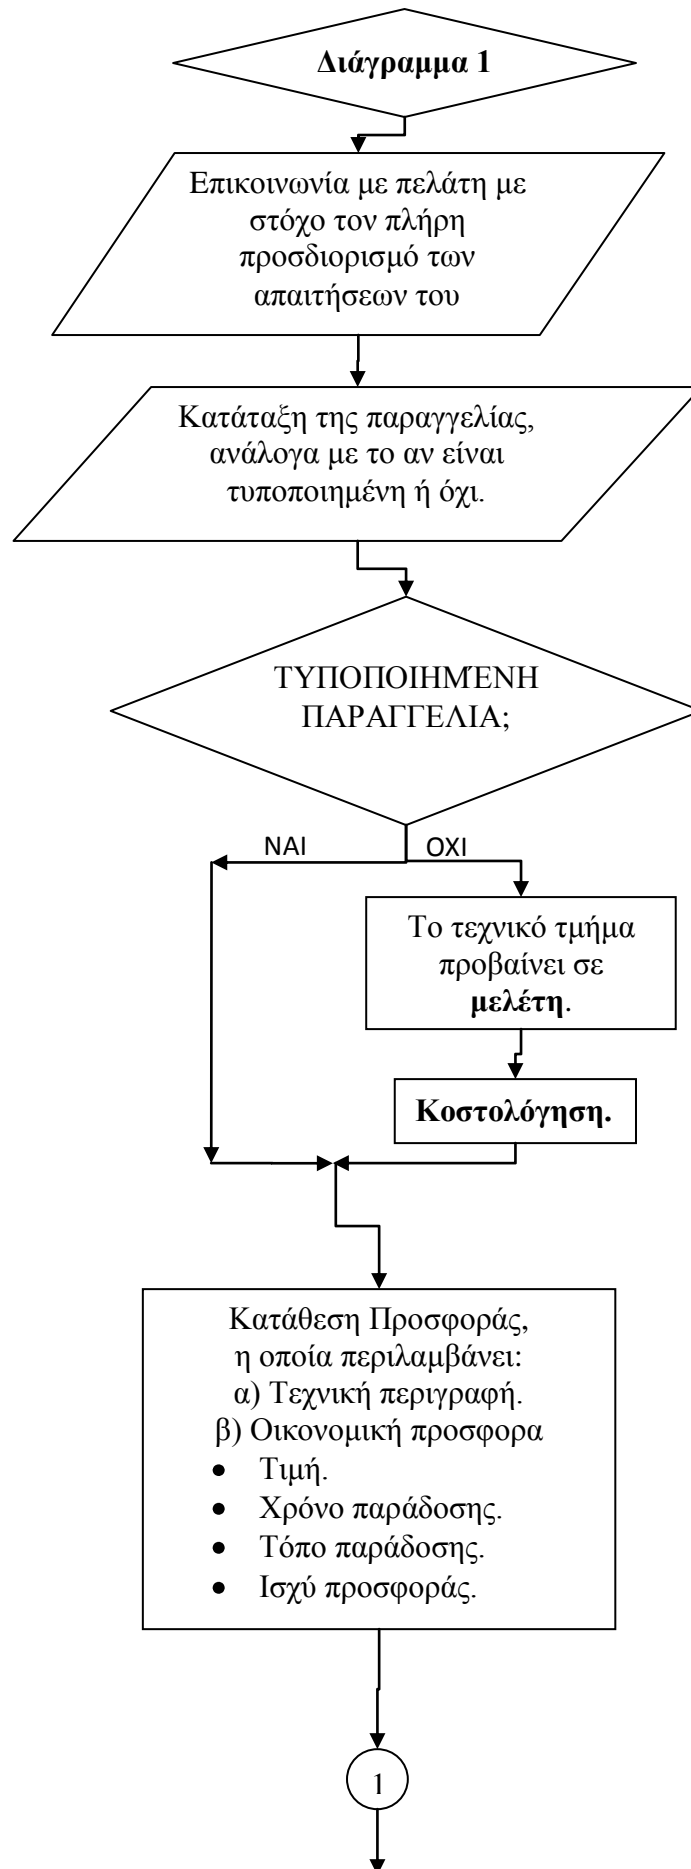 Διάγραμμα 1
Επικοινωνία με πελάτη με
στόχο τον πλήρη
προσδιορισμό των
απαιτήσεων του
Κατάταξη της παραγγελίας,
ανάλογα με το αν είναι
τυποποιημένη ή όχι.
ΤΥΠΟΠΟΙΗΜΈΝΗ
ΠΑΡΑΓΓΕΛΙΑ;
ΝΑΙ
ΟΧΙ
Το τεχνικό τμήμα
προβαίνει σε
μελέτη.
Κοστολόγηση.
Κατάθεση Προσφοράς,
η οποία περιλαμβάνει:
α) Τεχνική περιγραφή.
β) Οικονομική προσφορα
• Τιμή.
• Χρόνο παράδοσης.
• Τόπο παράδοσης.
• Ισχύ προσφοράς.
1